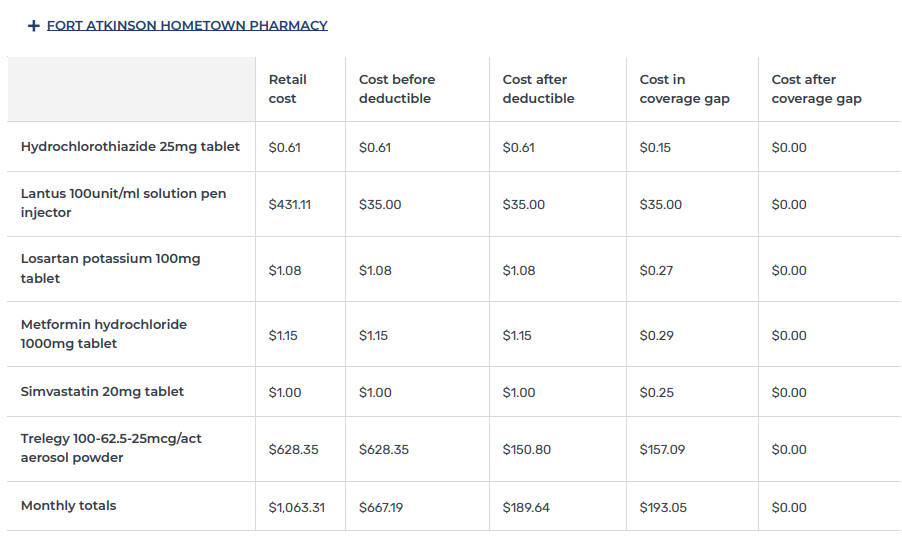 + FORT ATKINSON HOMETOWN PHARMACY
Retail cost Cost before deductible Cost after deductible Cost in coverage gap Cost after coverage gap
Hydrochlorothiazide 25mg tablet $0.61 $0.61 $0.61 $0.15 $0.00
Lantus 100unit/ml solution pen injector $431.11 $35.00 $35.00 $35.00 $0.00
Losartan potassium 100mg tablet $1.08 $1.08 $1.08 $0.27 $0.00
Metformin hydrochloride 1000mg tablet $1.15 $1.15 $1.15 $0.29 $0.00
Simvastatin 20mg tablet $1.00 $1.00 $1.00 $0.25 $0.00
Trelegy 100-62.5-25mcg/act aerosol powder $628.35 $628.35 $150.80 $157.09 $0.00
Monthly totals $1,063.31 $667.19 $189.64 $193.05 $0.00